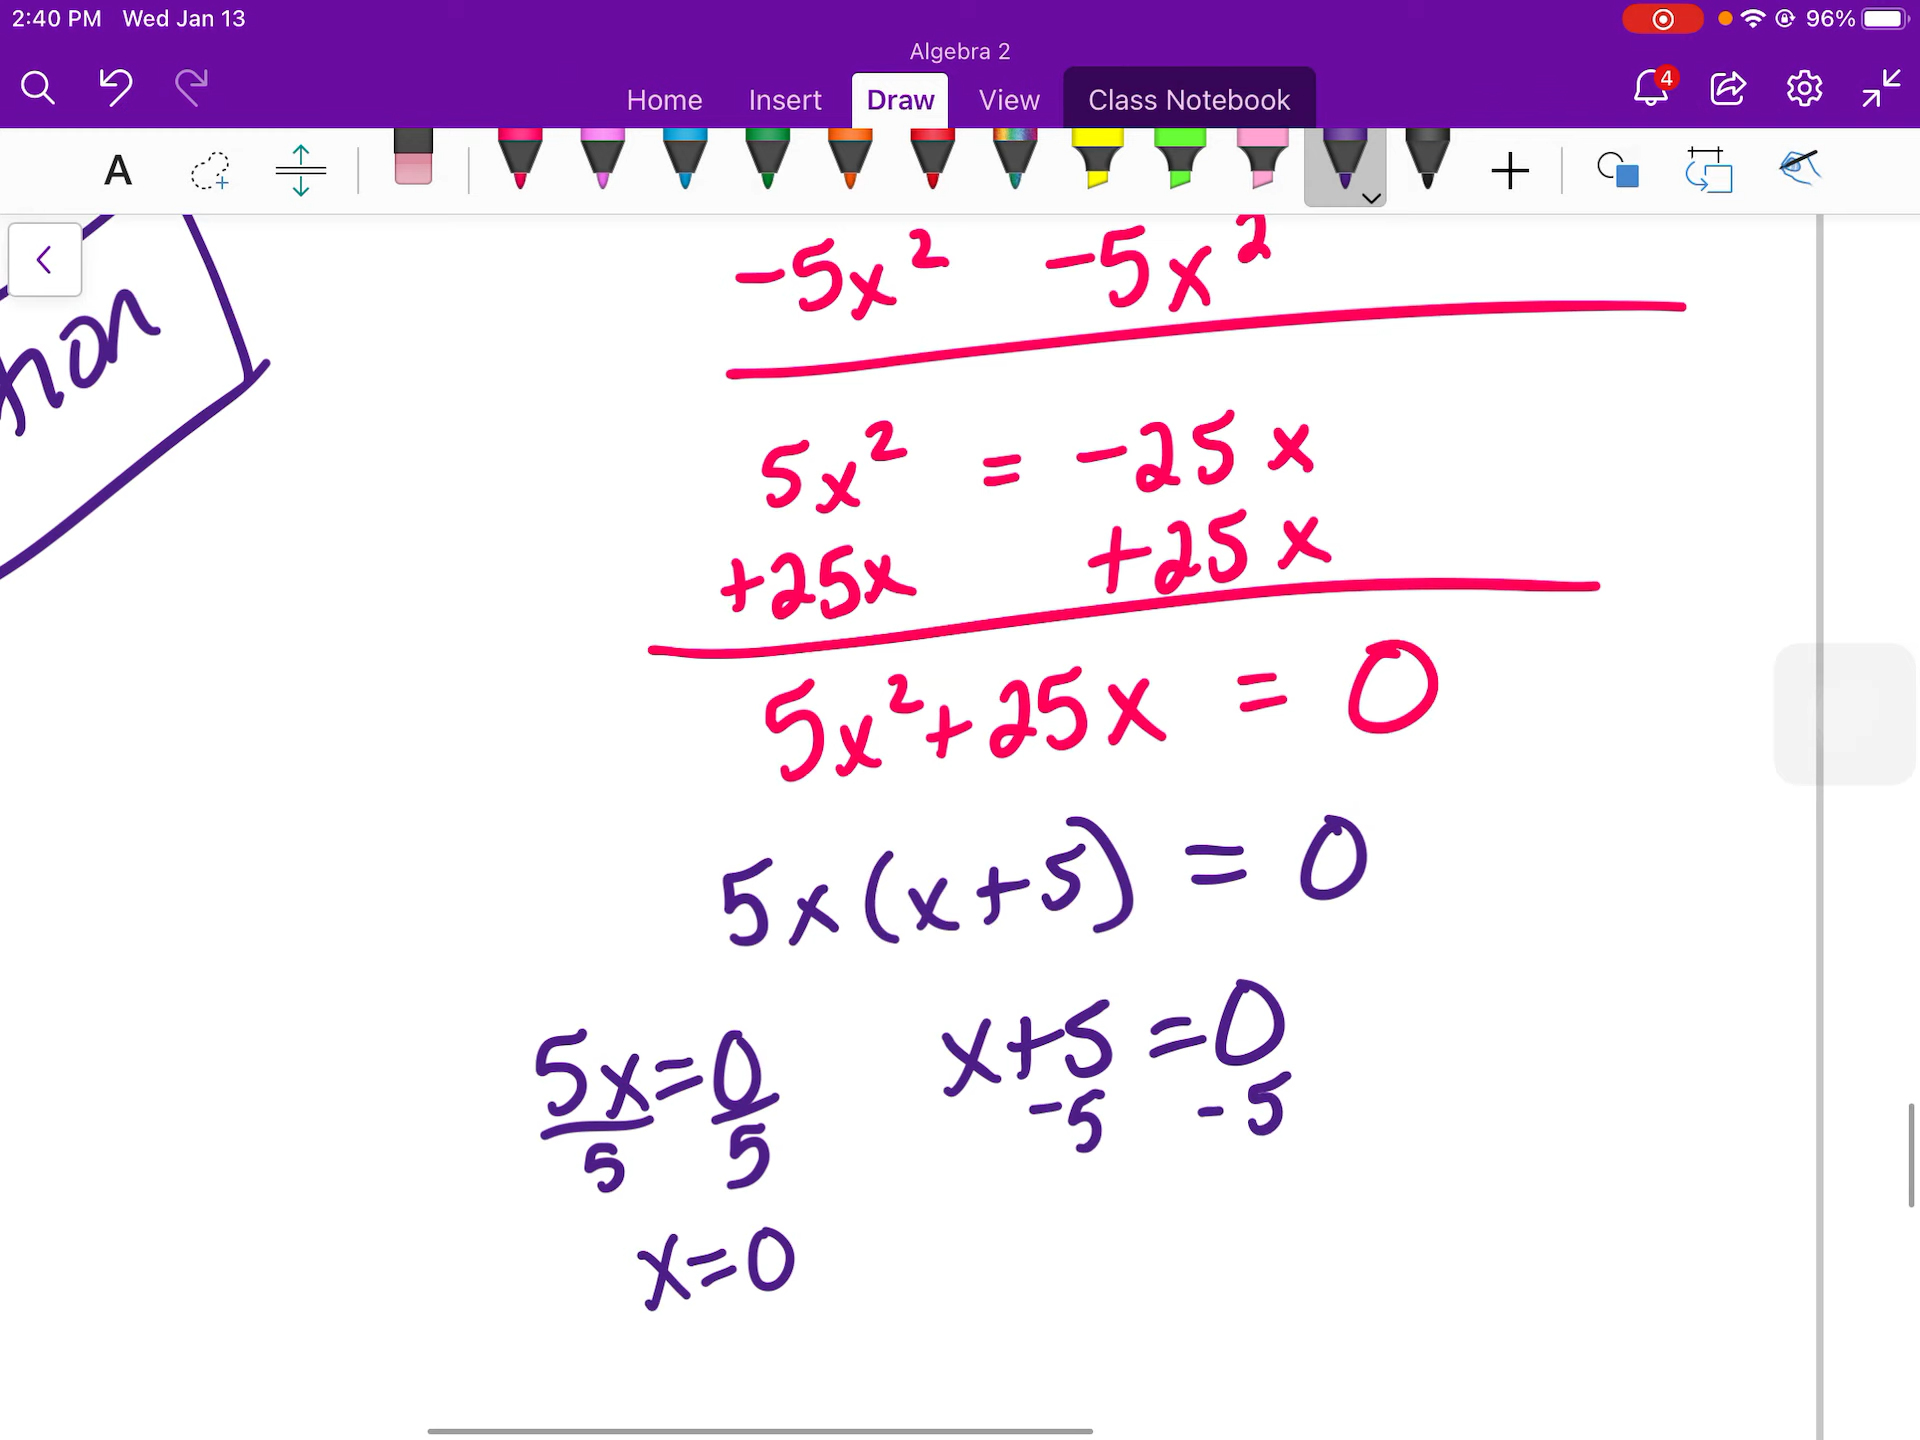 2:40 PM Wed Jan 13
96%
Algebra 2
Home Insert Draw View Class Notebook
4
A
-5x² -5x²
5x² = -25x
+25x +25x
5x²+25x = 0
5x(x+5) = 0
5x=0 x+5=0
5 5 -5 -5
x=0